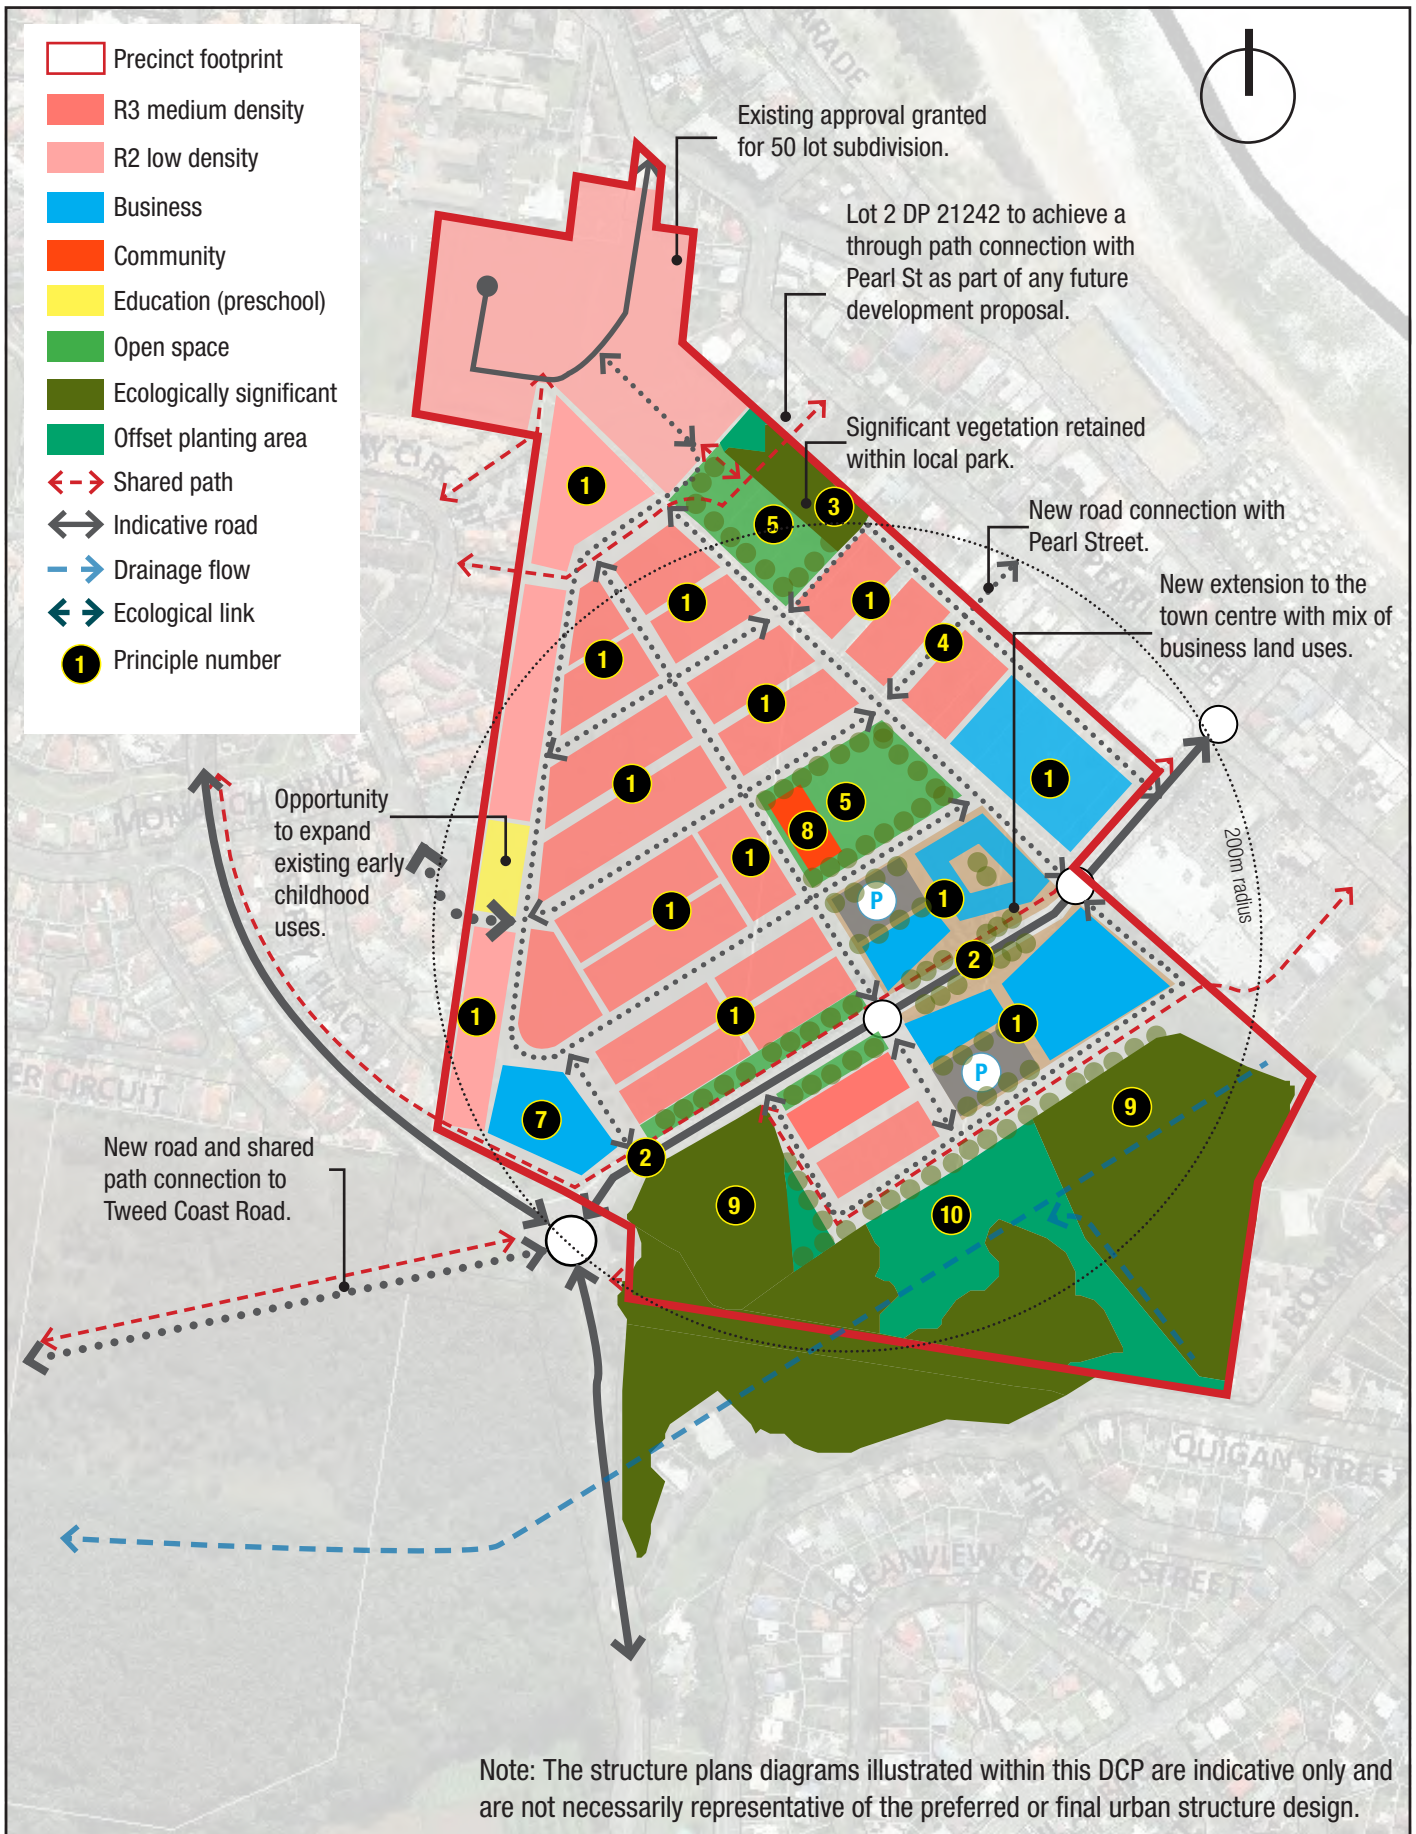 Precinct footprint
R3 medium density
R2 low density
Business
Community
Education (preschool)
Open space
Ecologically significant
Offset planting area
Shared path
Indicative road
Drainage flow
Ecological link
1 Principle number
ARADE
Existing approval granted
for 50 lot subdivision.
Lot 2 DP 21242 to achieve a
through path connection with
Pearl St as part of any future
development proposal.
Significant vegetation retained
within local park.
New road connection with
Pearl Street.
New extension to the
town centre with mix of
business land uses.
Opportunity
to expand
existing early
childhood
uses.
New road and shared
path connection to
Tweed Coast Road.
200m radius
1
3
5
1
1
1
4
1
1
1
5
8
1
1
P
1
2
1
1
1
P
7
2
9
9
10
ER CIRCUIT
QUIGAN STREET
OCEANVIEW CRESCENT
Note: The structure plans diagrams illustrated within this DCP are indicative only and
are not necessarily representative of the preferred or final urban structure design.